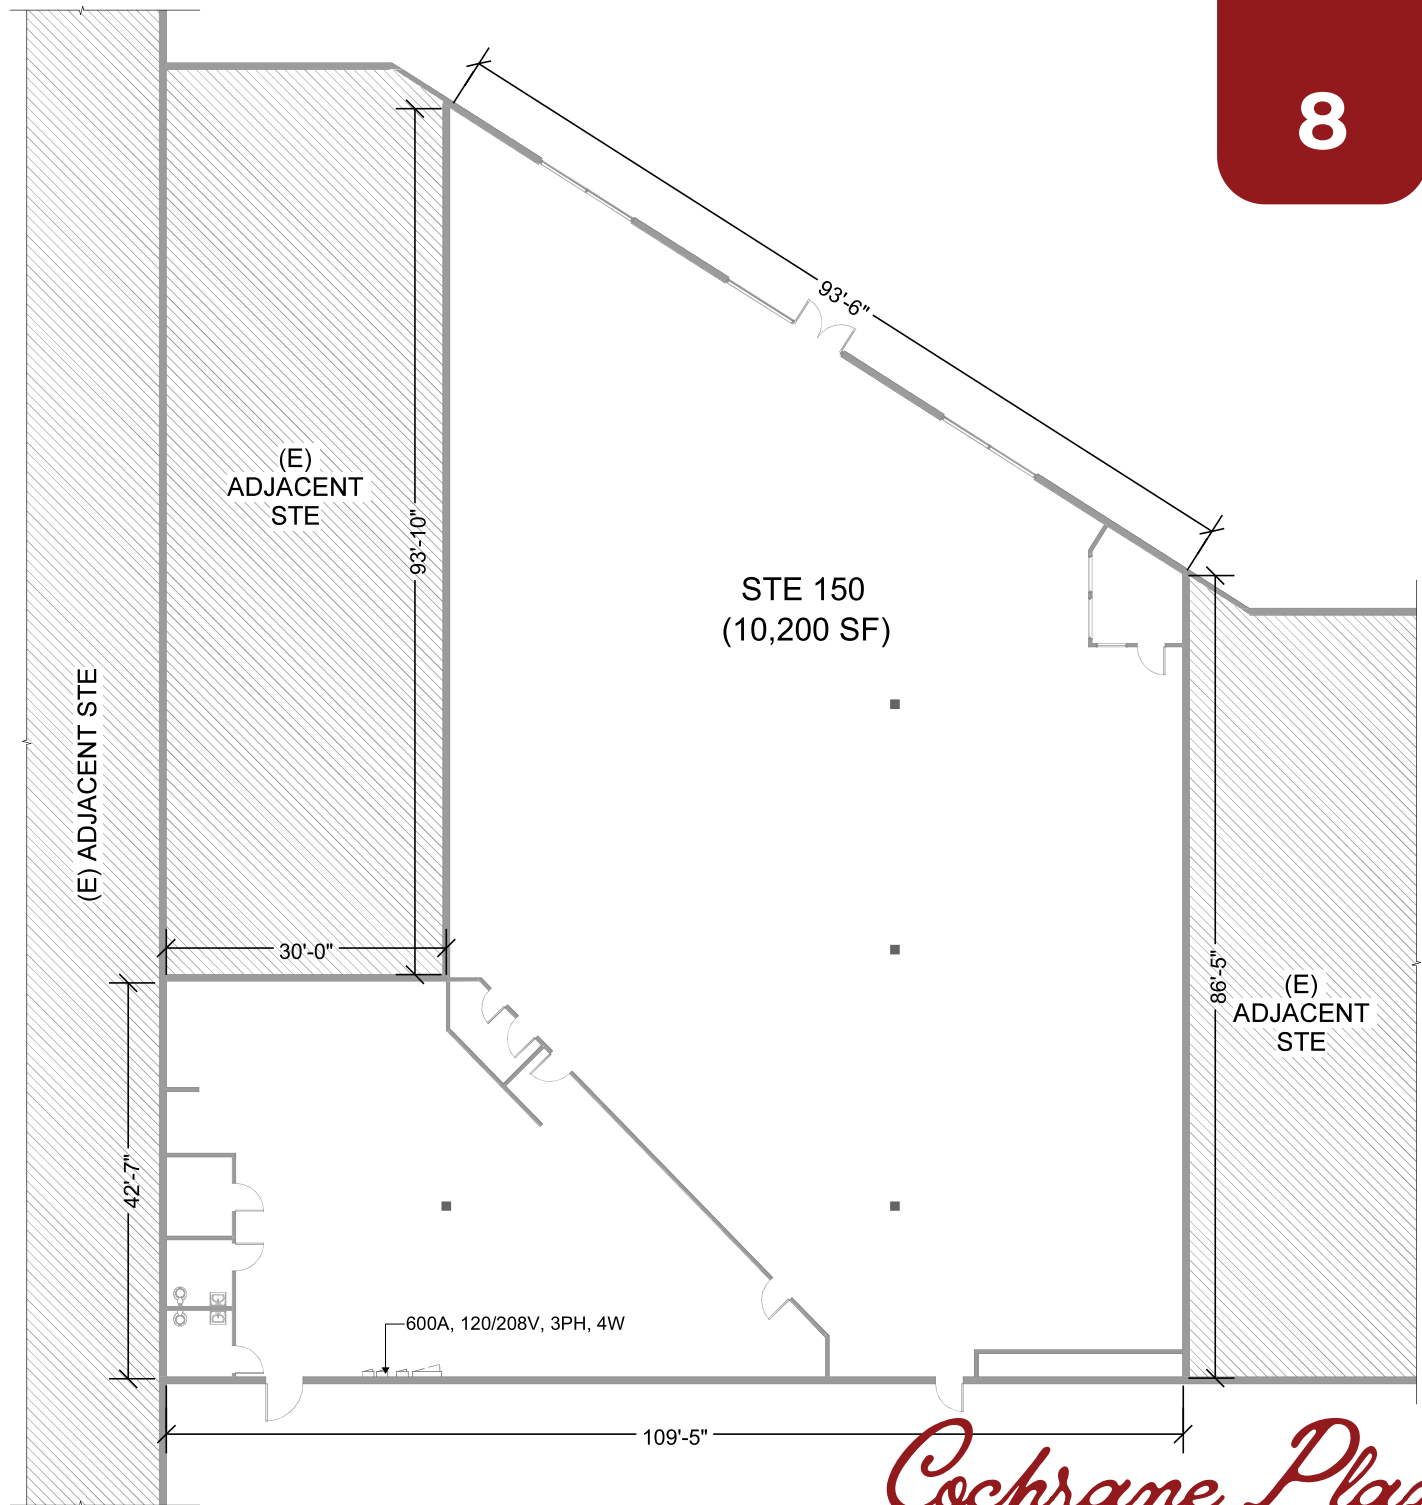 8
93'-6"
(E)
ADJACENT
STE
93'-10"
STE 150
(10,200 SF)
(E) ADJACENT STE
30'-0"
86'-5"
(E)
ADJACENT
STE
42'-7"
600A, 120/208V, 3PH, 4W
109'-5"
Cochrane